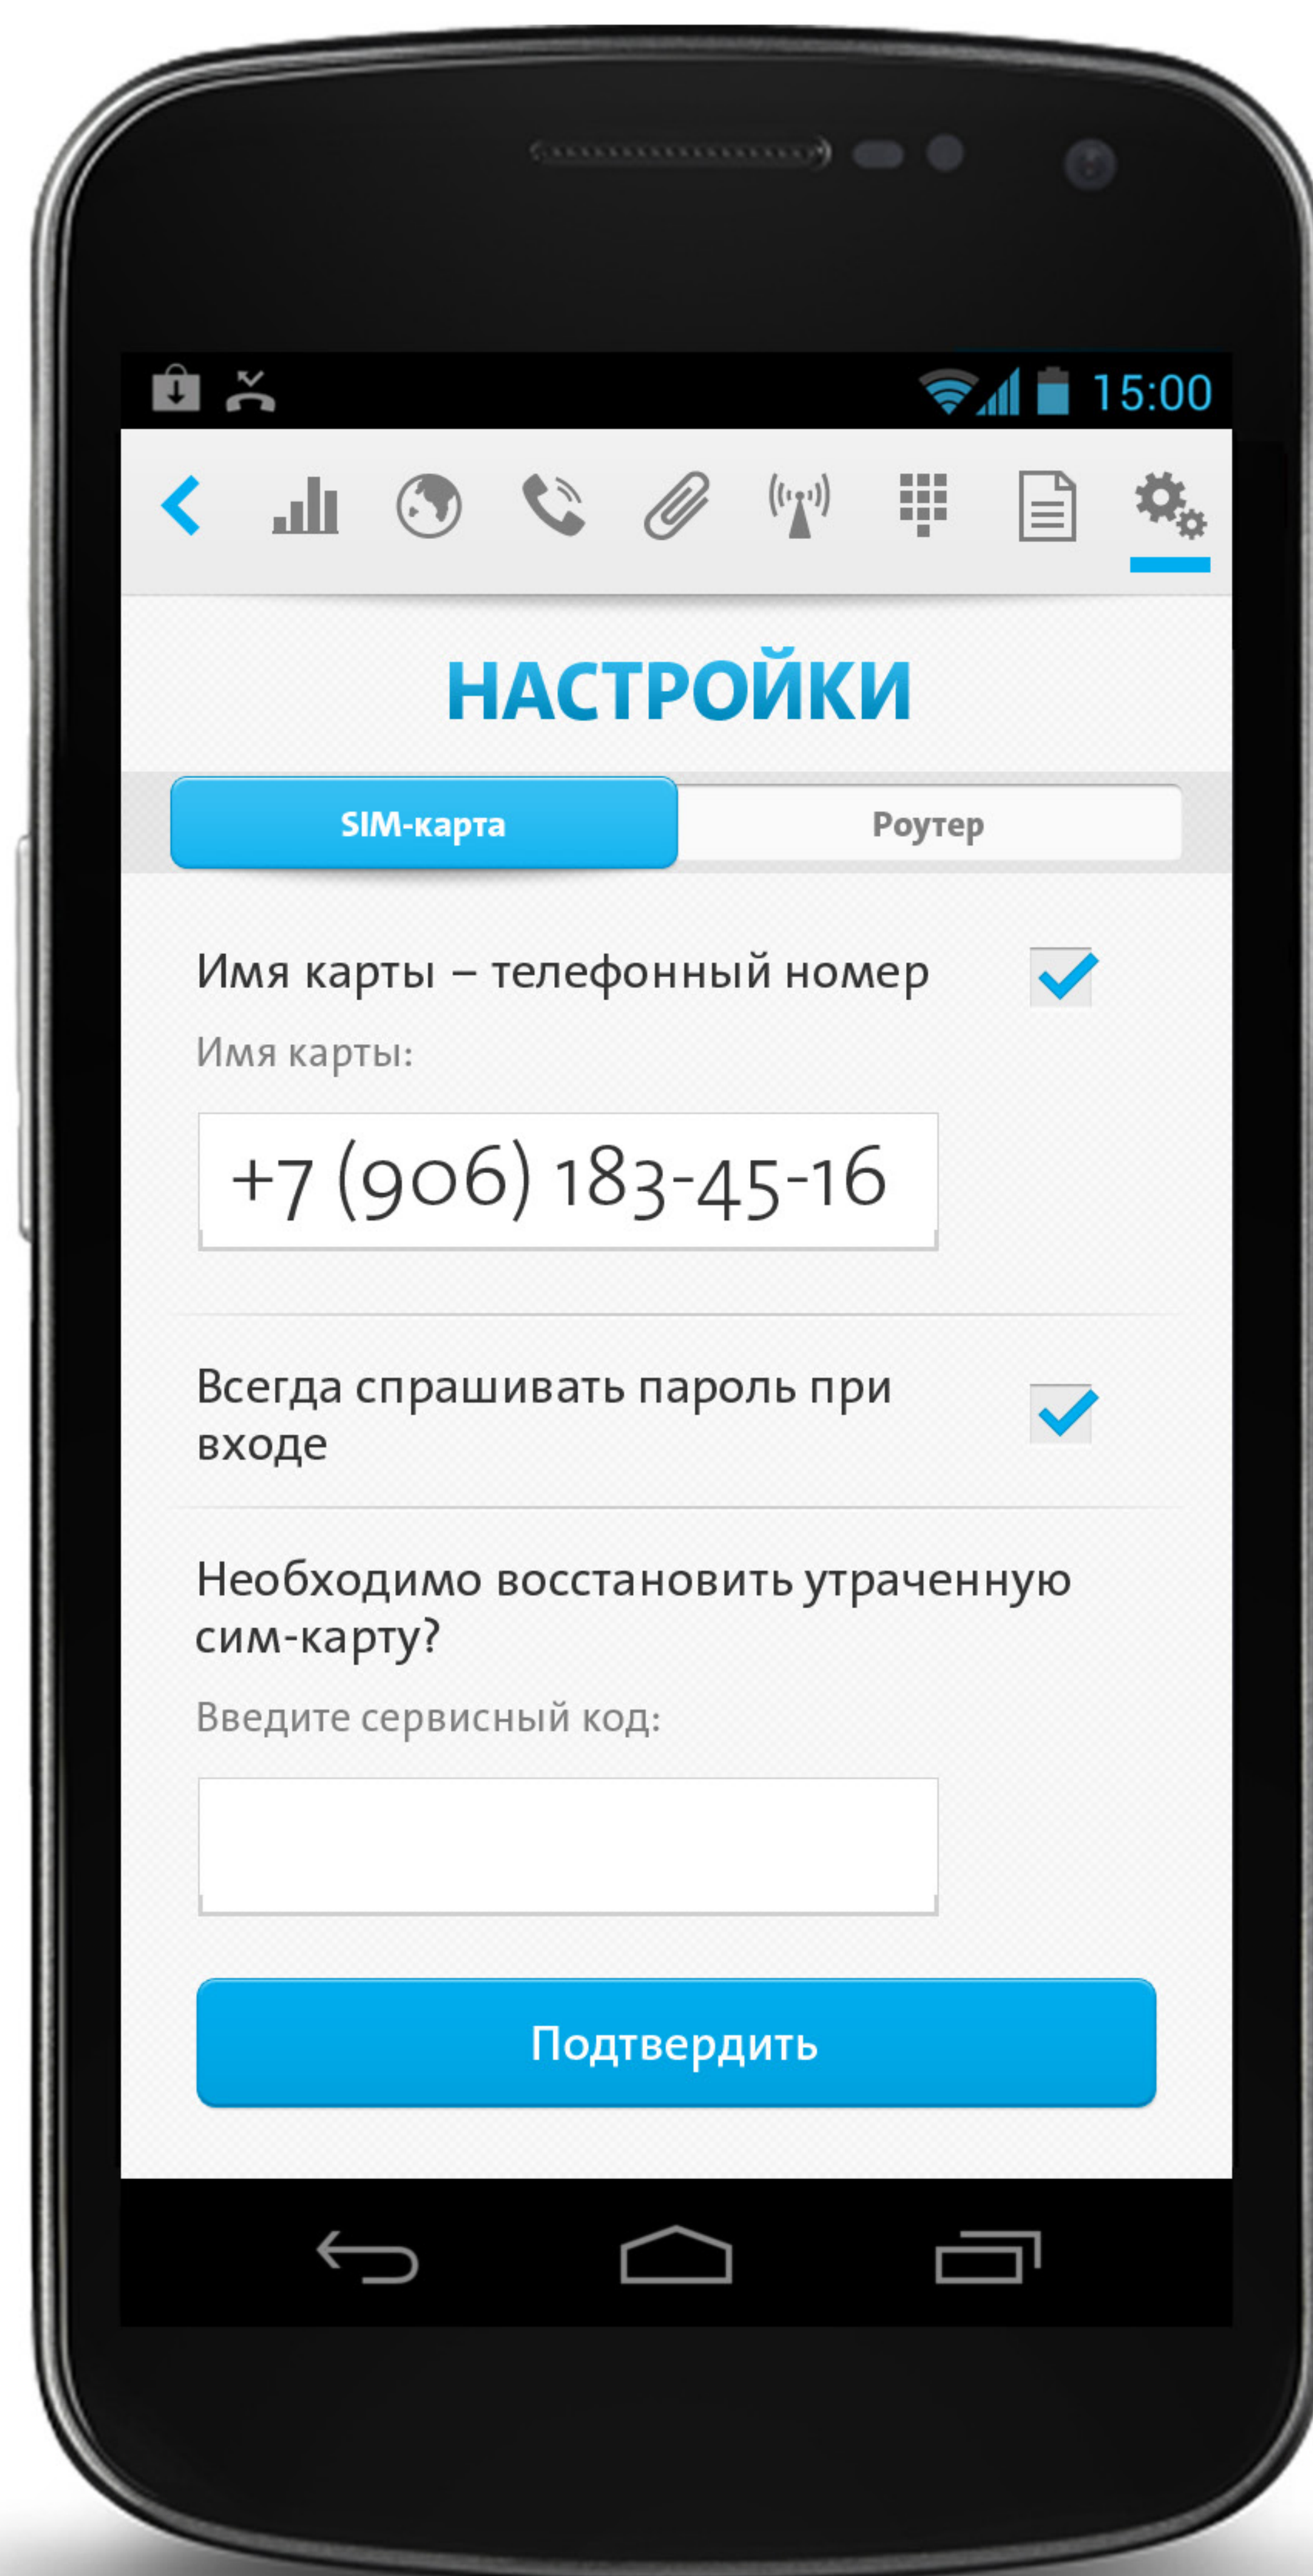 15:00
НАСТРОЙКИ
SIM-карта Роутер
Имя карты – телефонный номер
Имя карты:
+7 (906) 183-45-16
Всегда спрашивать пароль при
входе
Необходимо восстановить утраченную
сим-карту?
Введите сервисный код:
Подтвердить